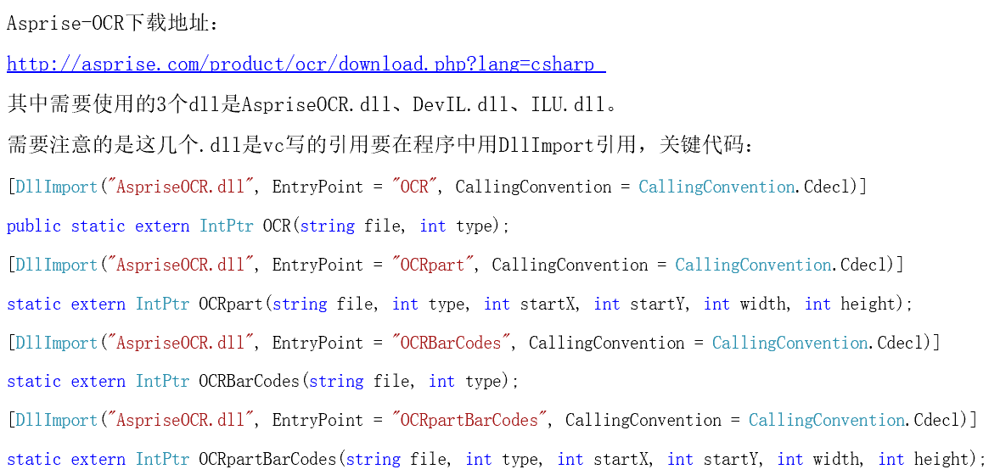 Asprise-OCR下载地址：
http://asprise.com/product/ocr/download.php?lang=csharp
其中需要使用的3个dll是AspriseOCR.dll、DevIL.dll、ILU.dll。
需要注意的是这几个.dll是vc写的引用要在程序中用DllImport引用，关键代码：
[DllImport("AspriseOCR.dll", EntryPoint = "OCR", CallingConvention = CallingConvention.Cdecl)]
public static extern IntPtr OCR(string file, int type);
[DllImport("AspriseOCR.dll", EntryPoint = "OCRpart", CallingConvention = CallingConvention.Cdecl)]
static extern IntPtr OCRpart(string file, int type, int startX, int startY, int width, int height);
[DllImport("AspriseOCR.dll", EntryPoint = "OCRBarCodes", CallingConvention = CallingConvention.Cdecl)]
static extern IntPtr OCRBarCodes(string file, int type);
[DllImport("AspriseOCR.dll", EntryPoint = "OCRpartBarCodes", CallingConvention = CallingConvention.Cdecl)]
static extern IntPtr OCRpartBarCodes(string file, int type, int startX, int startY, int width, int height);